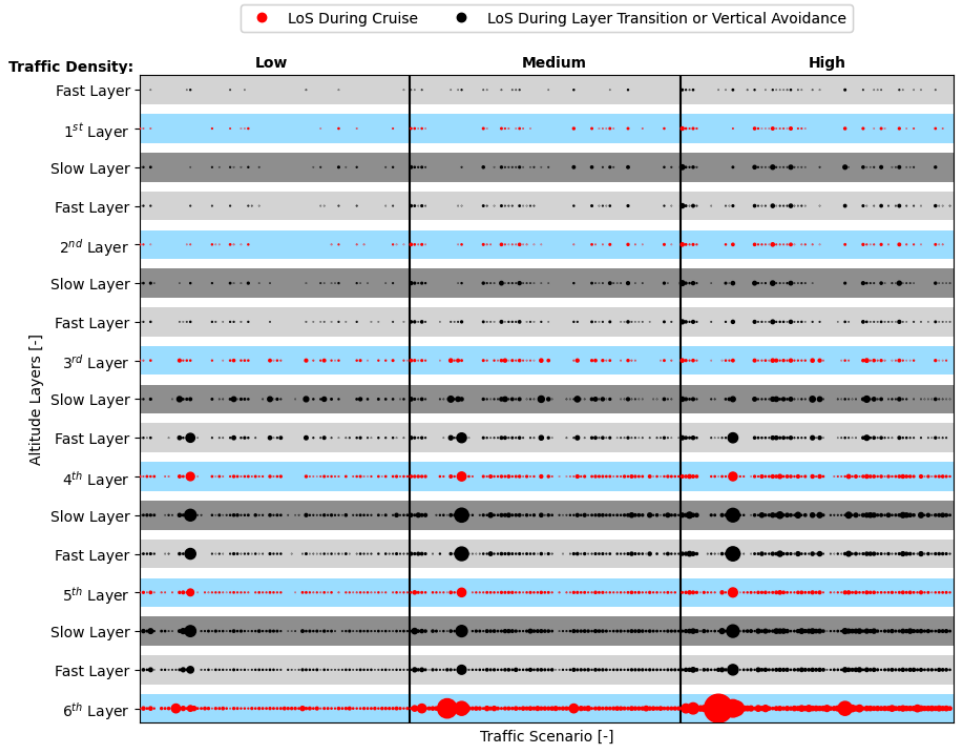 LoS During Cruise LoS During Layer Transition or Vertical Avoidance
Traffic Density: Low Medium High
Fast Layer
1st Layer
Slow Layer
Fast Layer
2nd Layer
Slow Layer
Fast Layer
3rd Layer
Slow Layer
Fast Layer
4th Layer
Slow Layer
Fast Layer
5th Layer
Slow Layer
Fast Layer
6th Layer
Altitude Layers [-]
Traffic Scenario [-]